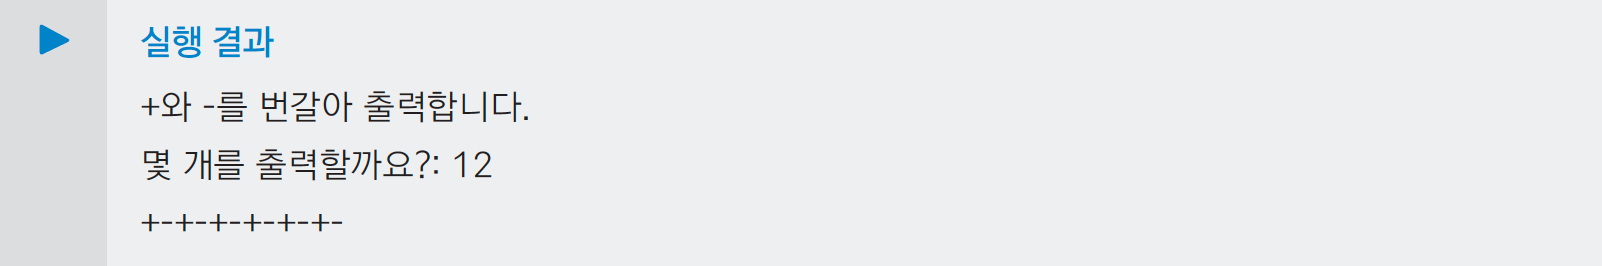 실행 결과
+와 -를 번갈아 출력합니다.
몇 개를 출력할까요?: 12
+-+-+-+-+-+-